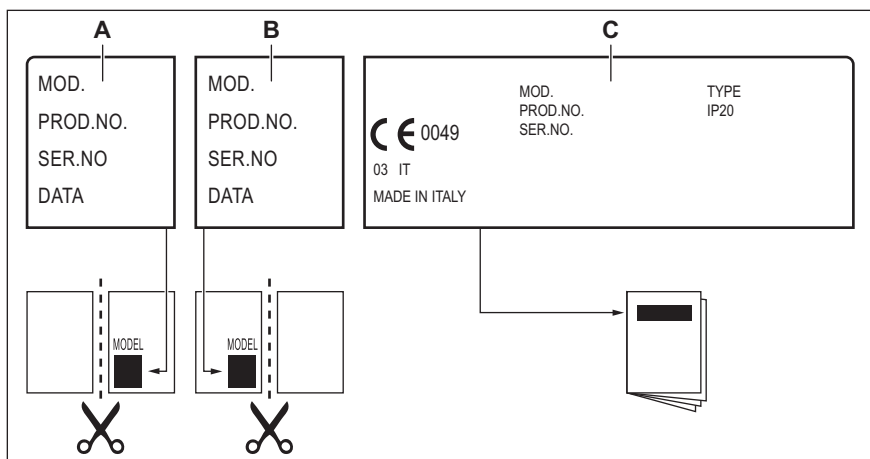 A
B
C
MOD.
PROD.NO.
SER.NO
DATA
MOD.
PROD.NO.
SER.NO
DATA
MOD.
PROD.NO.
SER.NO.
TYPE
IP20
CE 0049
03 IT
MADE IN ITALY
MODEL
MODEL